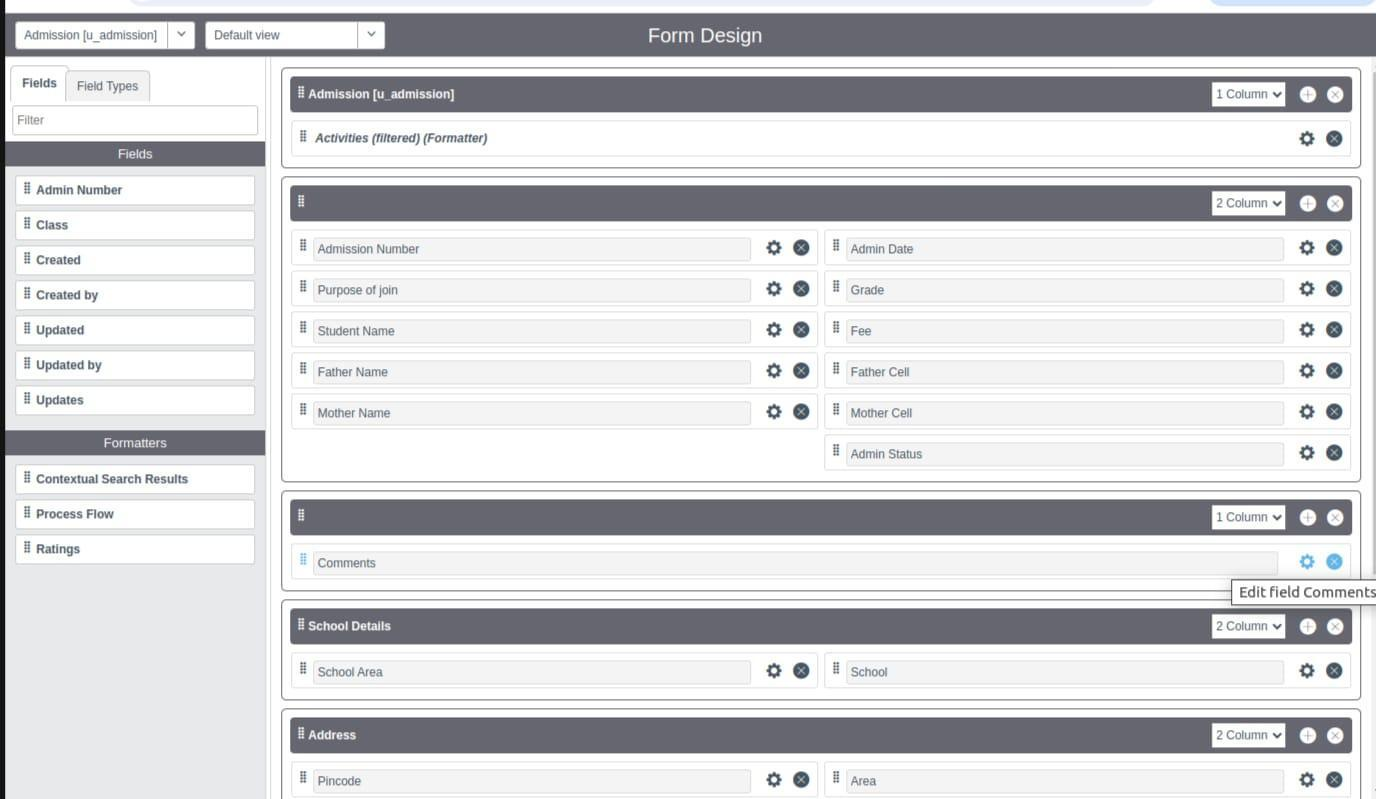 Admission [u_admission]
Default view
Form Design
Fields
Field Types
Filter
Fields
Admin Number
Class
Created
Created by
Updated
Updated by
Updates
Formatters
Contextual Search Results
Process Flow
Ratings
Admission [u_admission]
1 Column
Activities (filtered) (Formatter)
2 Column
Admission Number
Admin Date
Purpose of join
Grade
Student Name
Fee
Father Name
Father Cell
Mother Name
Mother Cell
Admin Status
1 Column
Comments
Edit field Comments
School Details
2 Column
School Area
School
Address
2 Column
Pincode
Area